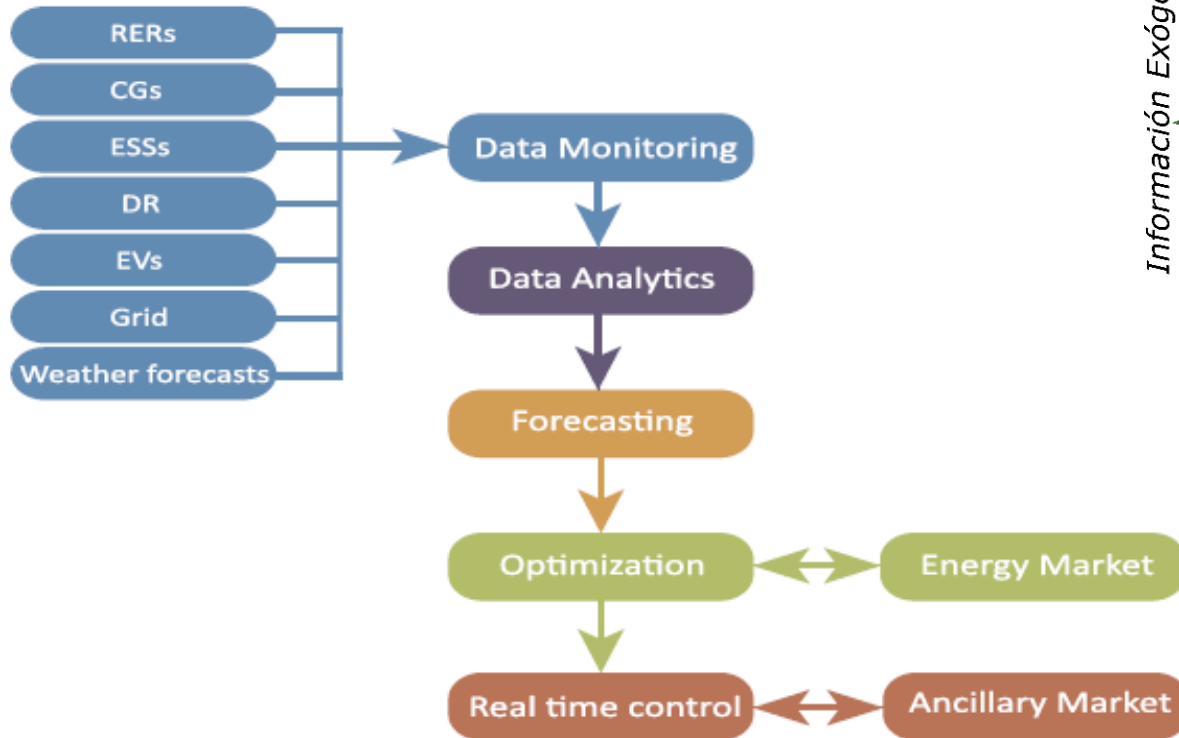 RERs
CGs
ESSs
DR
EVs
Grid
Weather forecasts
Data Monitoring
Data Analytics
Forecasting
Optimization
Energy Market
Real time control
Ancillary Market
Información